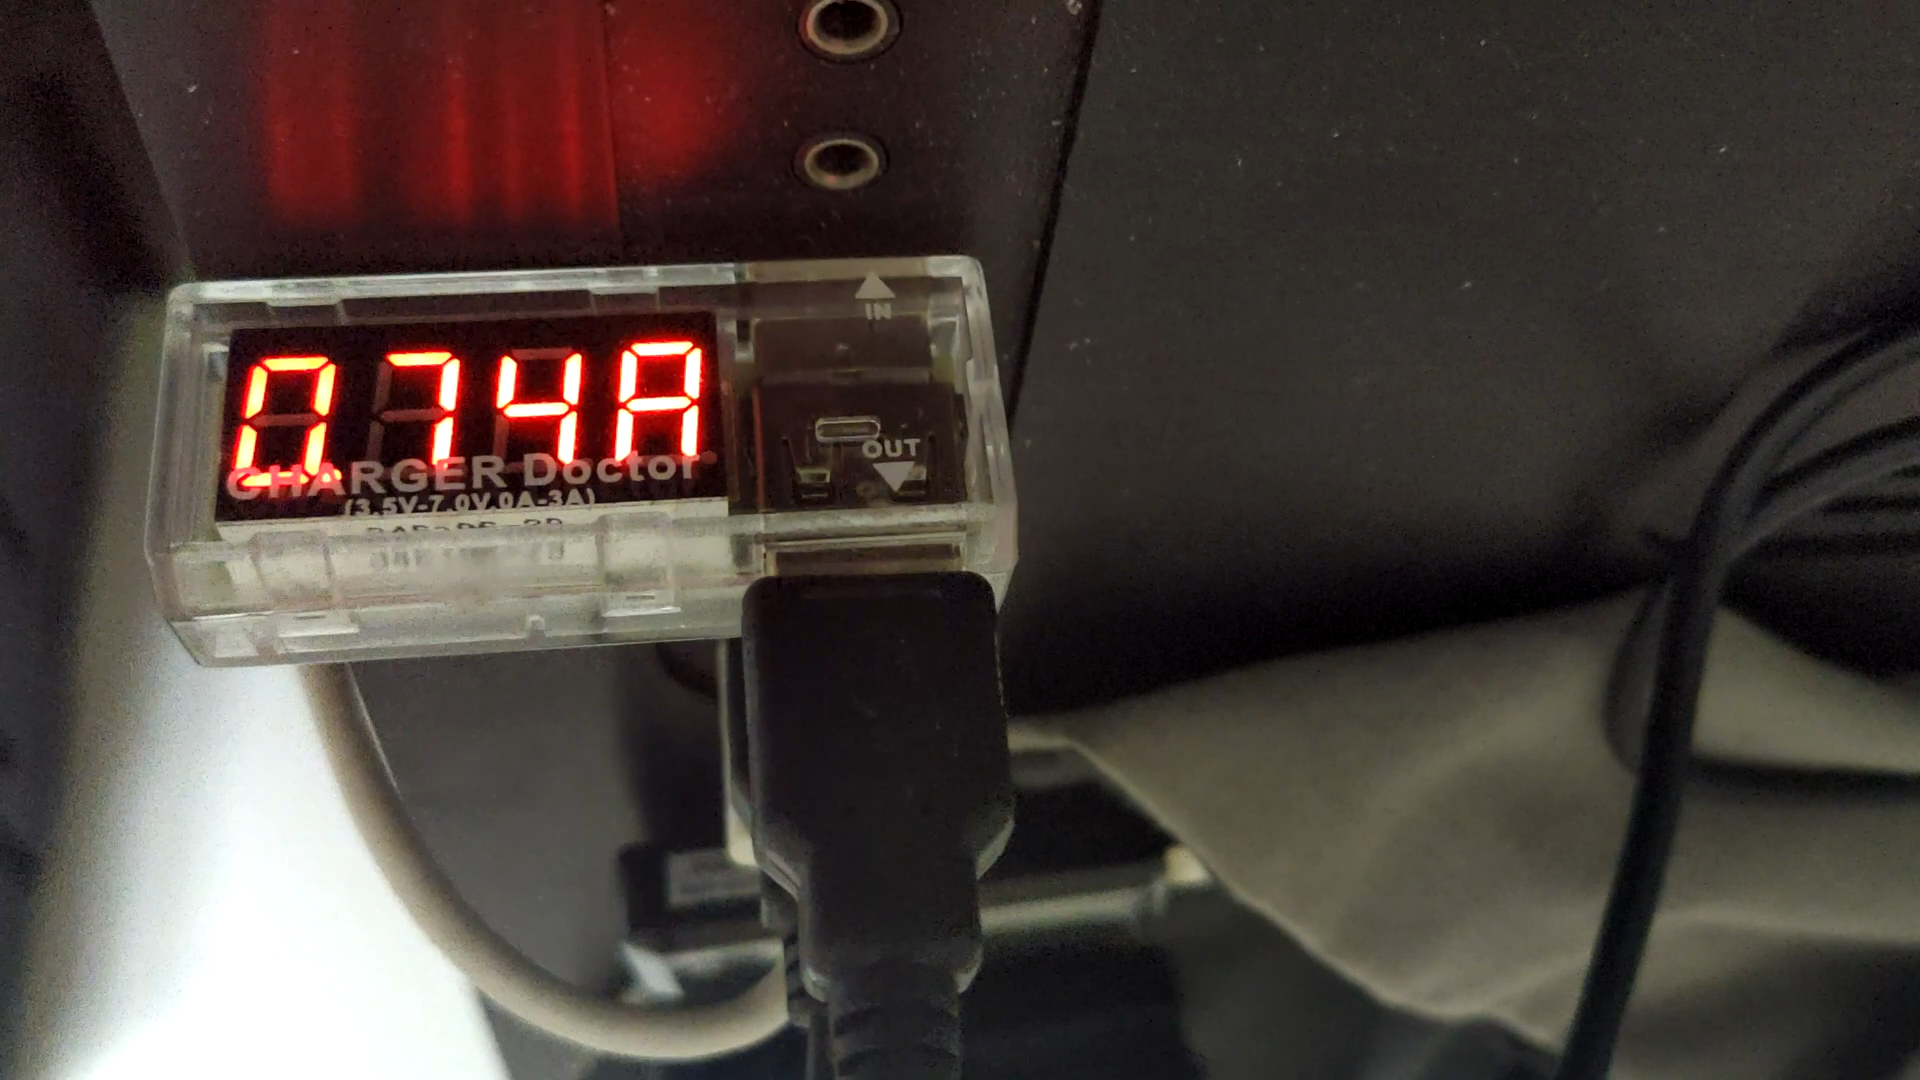 IN
0.74A
OUT
CHARGER Doctor
(3.5V-7.0V,0A-3A)